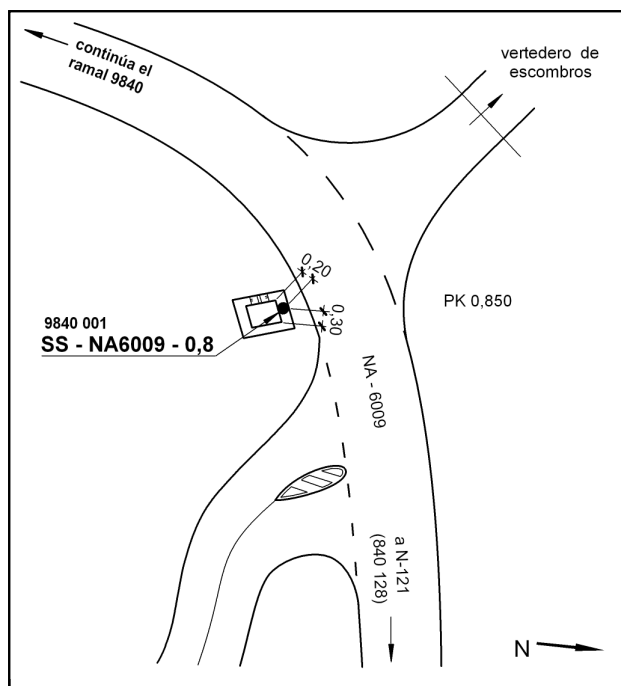 continúa el
ramal 9840
vertedero de
escombros
0,20
0,30
PK 0,850
9840 001
SS - NA6009 - 0,8
NA - 6009
a N-121
(840 128)
N